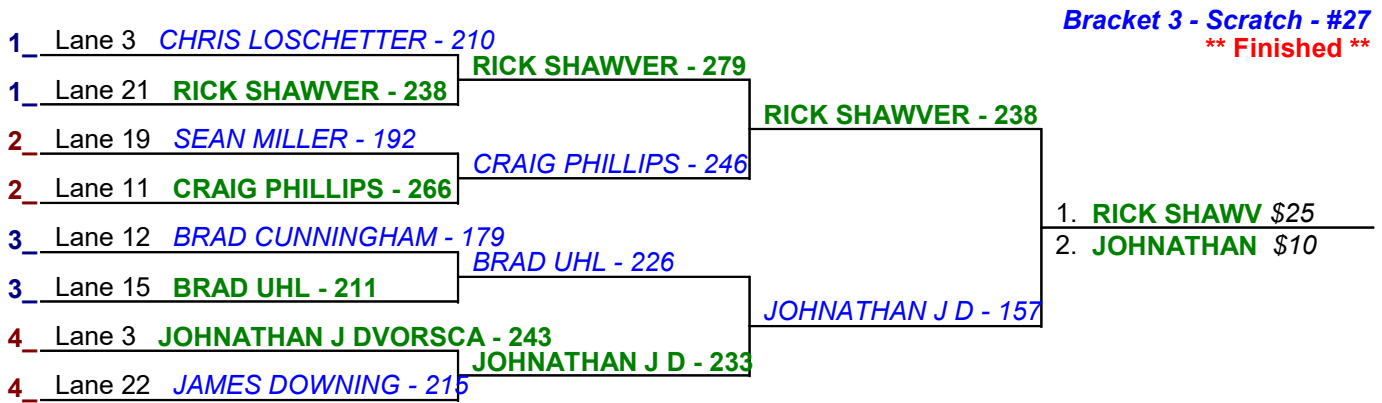 Bracket 3 - Scratch - #27
** Finished **
1_ Lane 3 CHRIS LOSCHETTER - 210
1_ Lane 21 RICK SHAWVER - 238
2_ Lane 19 SEAN MILLER - 192
2_ Lane 11 CRAIG PHILLIPS - 266
3_ Lane 12 BRAD CUNNINGHAM - 179
3_ Lane 15 BRAD UHL - 211
4_ Lane 3 JOHNATHAN J DVORSCA - 243
4_ Lane 22 JAMES DOWNING - 215
RICK SHAWVER - 279
CRAIG PHILLIPS - 246
BRAD UHL - 226
JOHNATHAN J D - 233
RICK SHAWVER - 238
JOHNATHAN J D - 157
1. RICK SHAWV $25
2. JOHNATHAN $10